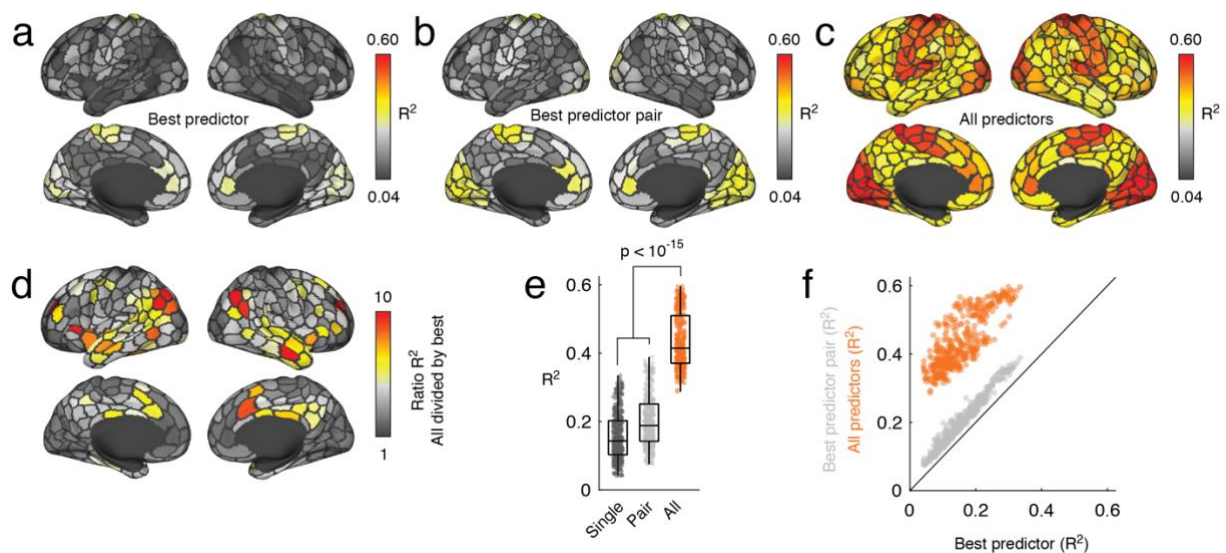 a
0.60
R²
0.04
Best predictor
b
0.60
R²
0.04
Best predictor pair
c
0.60
R²
0.04
All predictors
d
10
1
Ratio R²
All divided by best
e
p < 10⁻¹⁵
0.6
0.4
R²
0.2
0
Single
Pair
All
f
Best predictor pair (R²)
All predictors (R²)
0.6
0.4
0.2
0
0
0.2
0.4
0.6
Best predictor (R²)